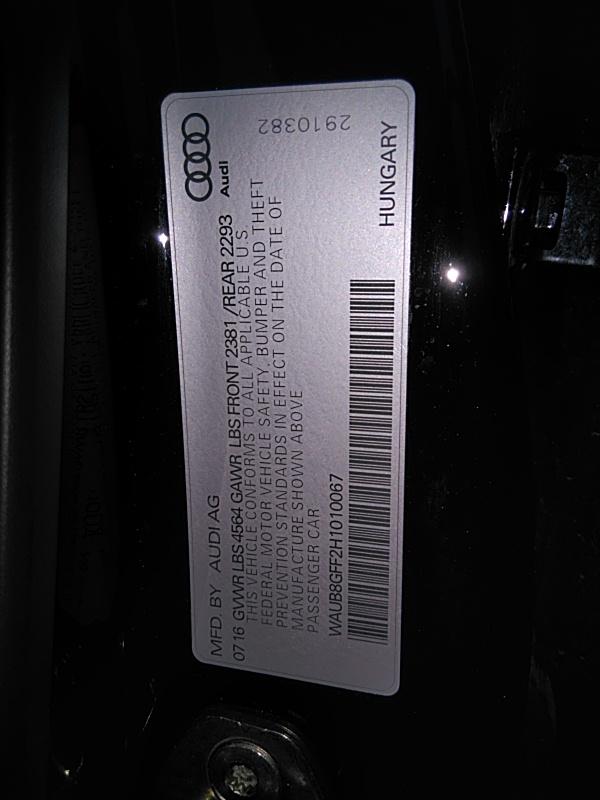 Audi
2910382
HUNGARY
MFD. BY AUDI AG
0716 GVWR LBS 4564 GAWR LBS FRONT 2381 / REAR 2293
THIS VEHICLE CONFORMS TO ALL APPLICABLE U.S.
FEDERAL MOTOR VEHICLE SAFETY, BUMPER AND THEFT
PREVENTION STANDARDS IN EFFECT ON THE DATE OF
MANUFACTURE SHOWN ABOVE
PASSENGER CAR
WAUB8GFF2H1010067